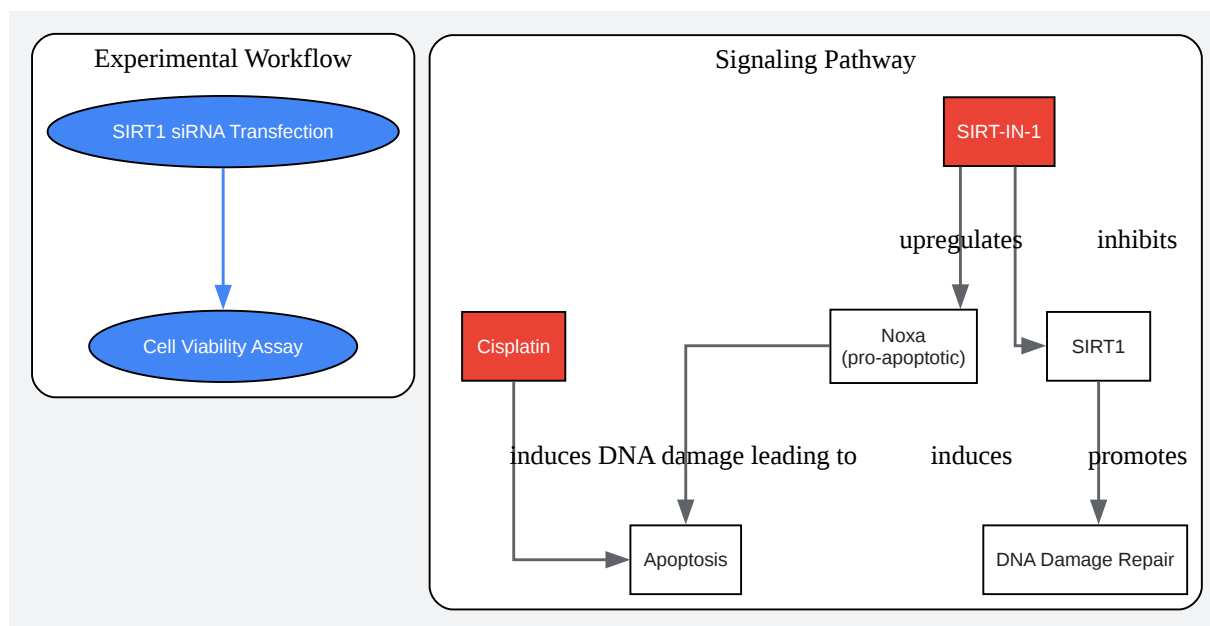 Experimental Workflow
SIRT1 siRNA Transfection
Cell Viability Assay
Signaling Pathway
SIRT-IN-1
upregulates
inhibits
Cisplatin
Noxa
(pro-apoptotic)
SIRT1
induces DNA damage leading to
induces
promotes
Apoptosis
DNA Damage Repair